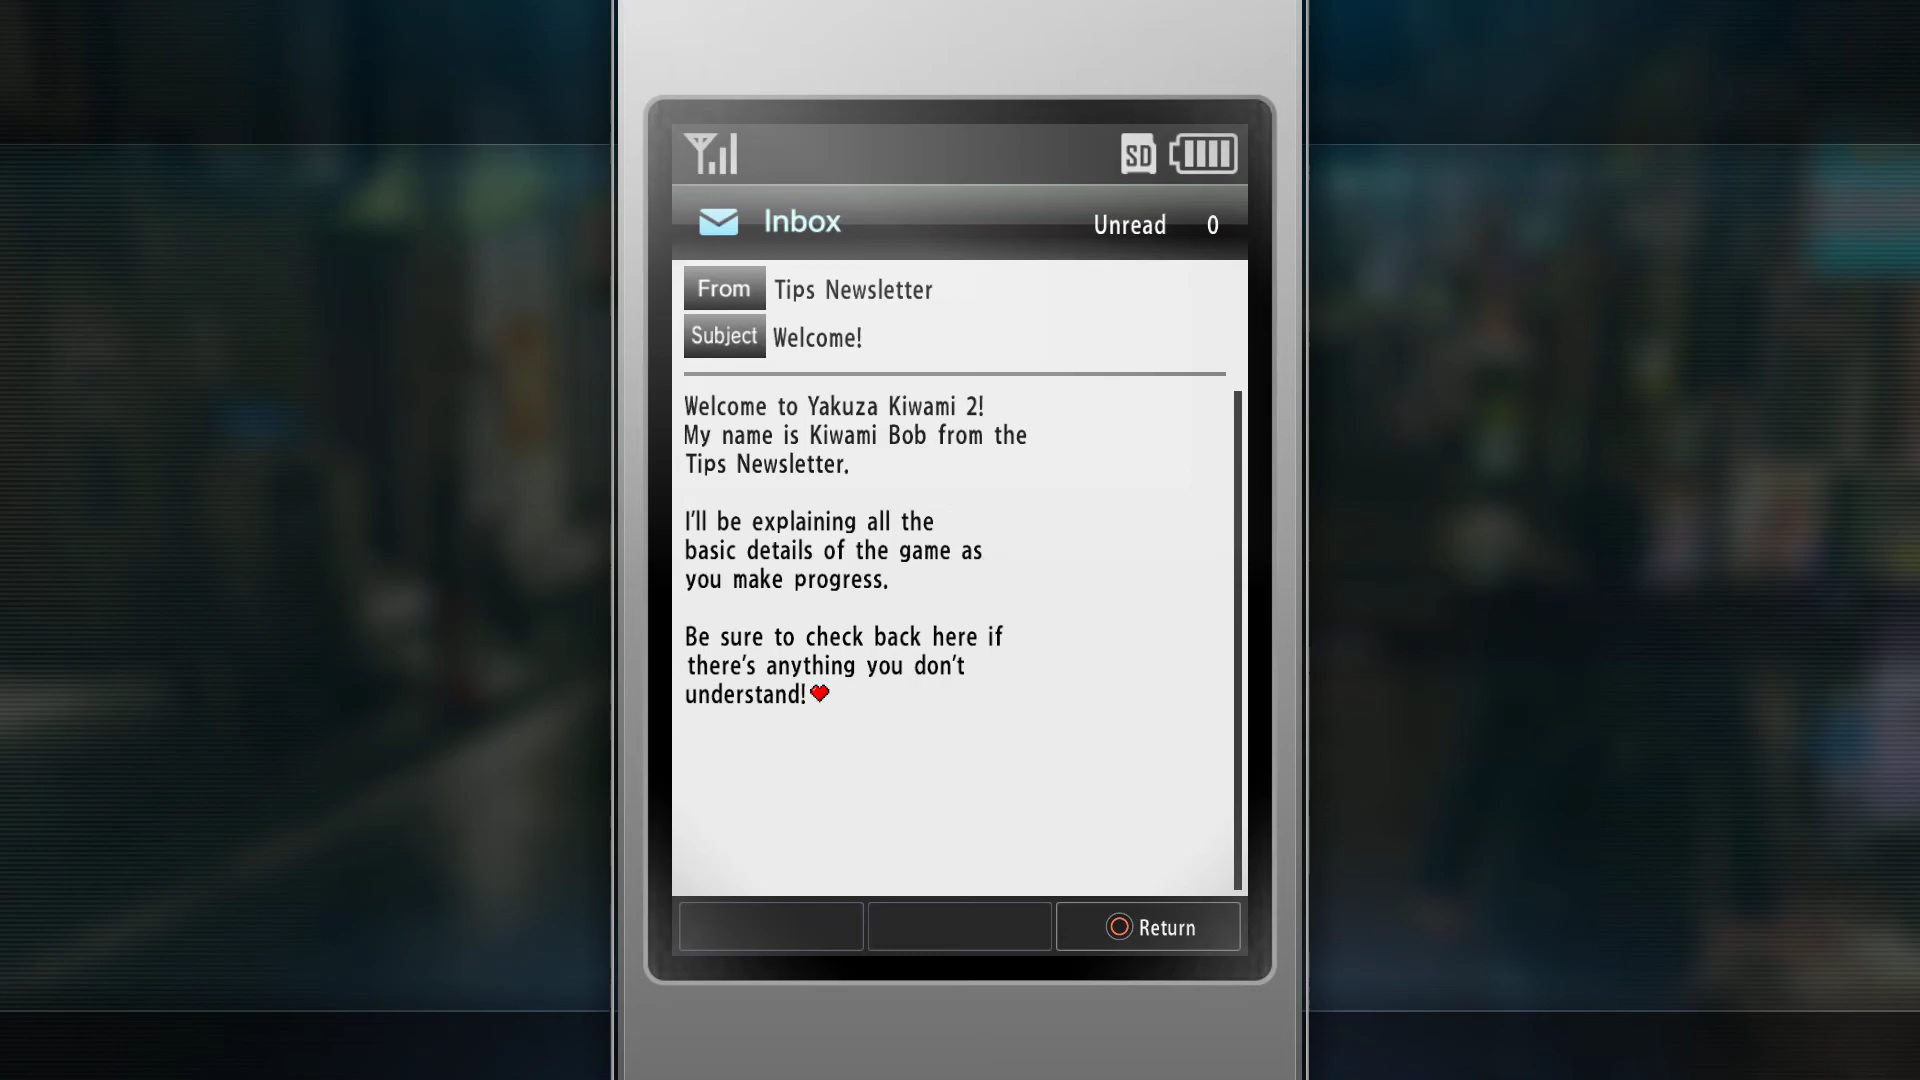 SD
Inbox
Unread 0
From Tips Newsletter
Subject Welcome!
Welcome to Yakuza Kiwami 2!
My name is Kiwami Bob from the
Tips Newsletter.
I'll be explaining all the
basic details of the game as
you make progress.
Be sure to check back here if
there's anything you don't
understand!
Return